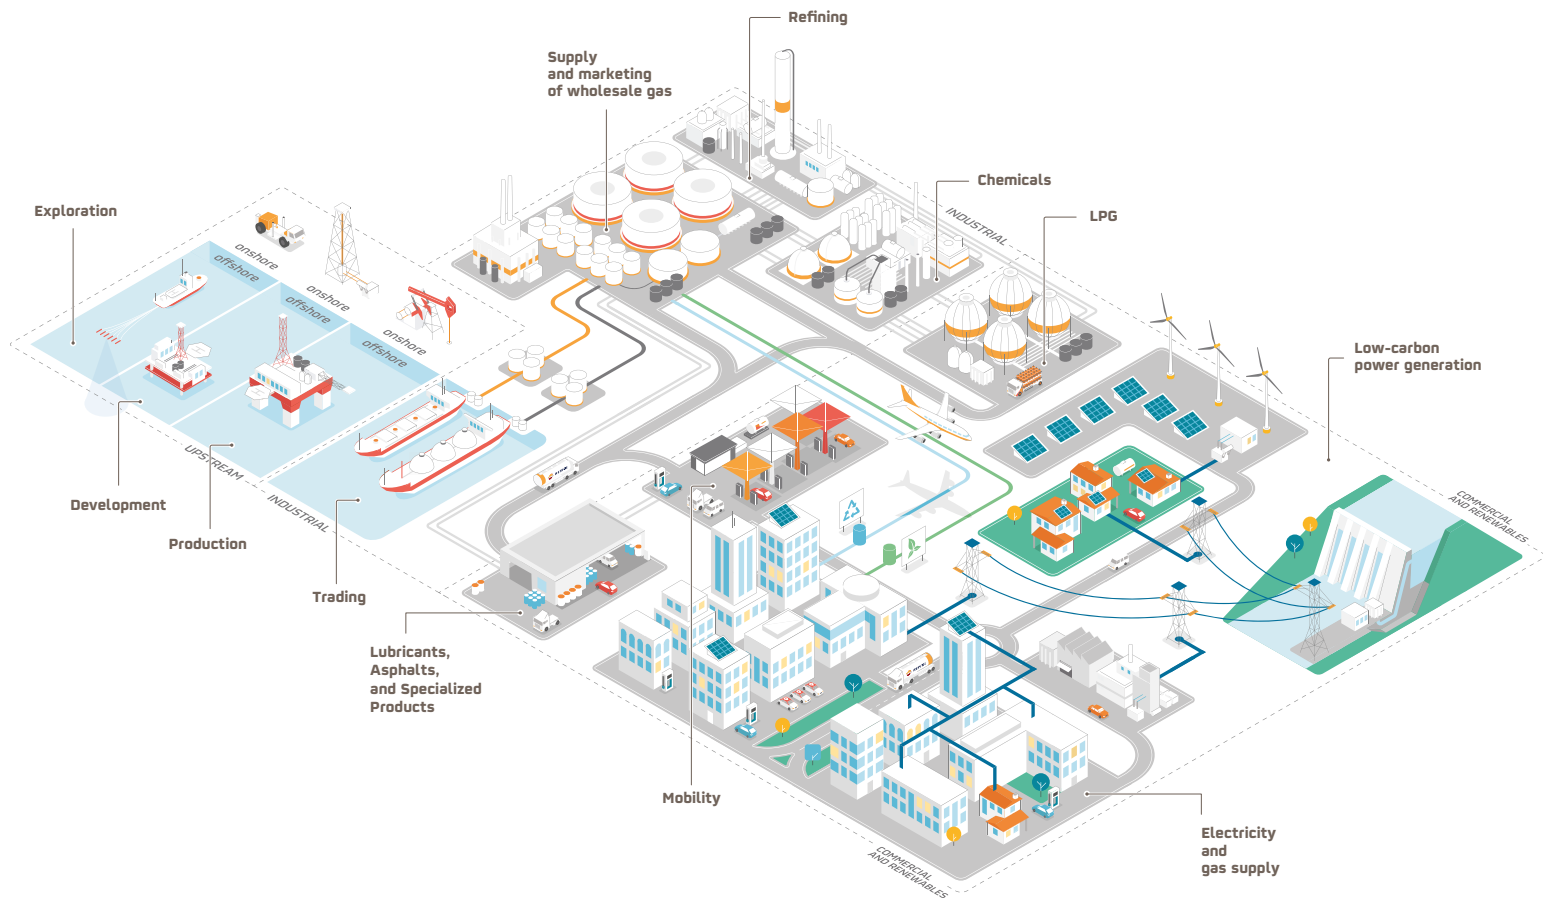 Refining
Supply
and marketing
of wholesale gas
Chemicals
INDUSTRIAL
LPG
Exploration
onshore
offshore
onshore
offshore
onshore
offshore
Low-carbon
power generation
UPSTREAM
INDUSTRIAL
Development
Production
Trading
COMMERCIAL
AND RENEWABLES
Lubricants,
Asphalts,
and Specialized
Products
Mobility
Electricity
and
gas supply
COMMERCIAL
AND RENEWABLES